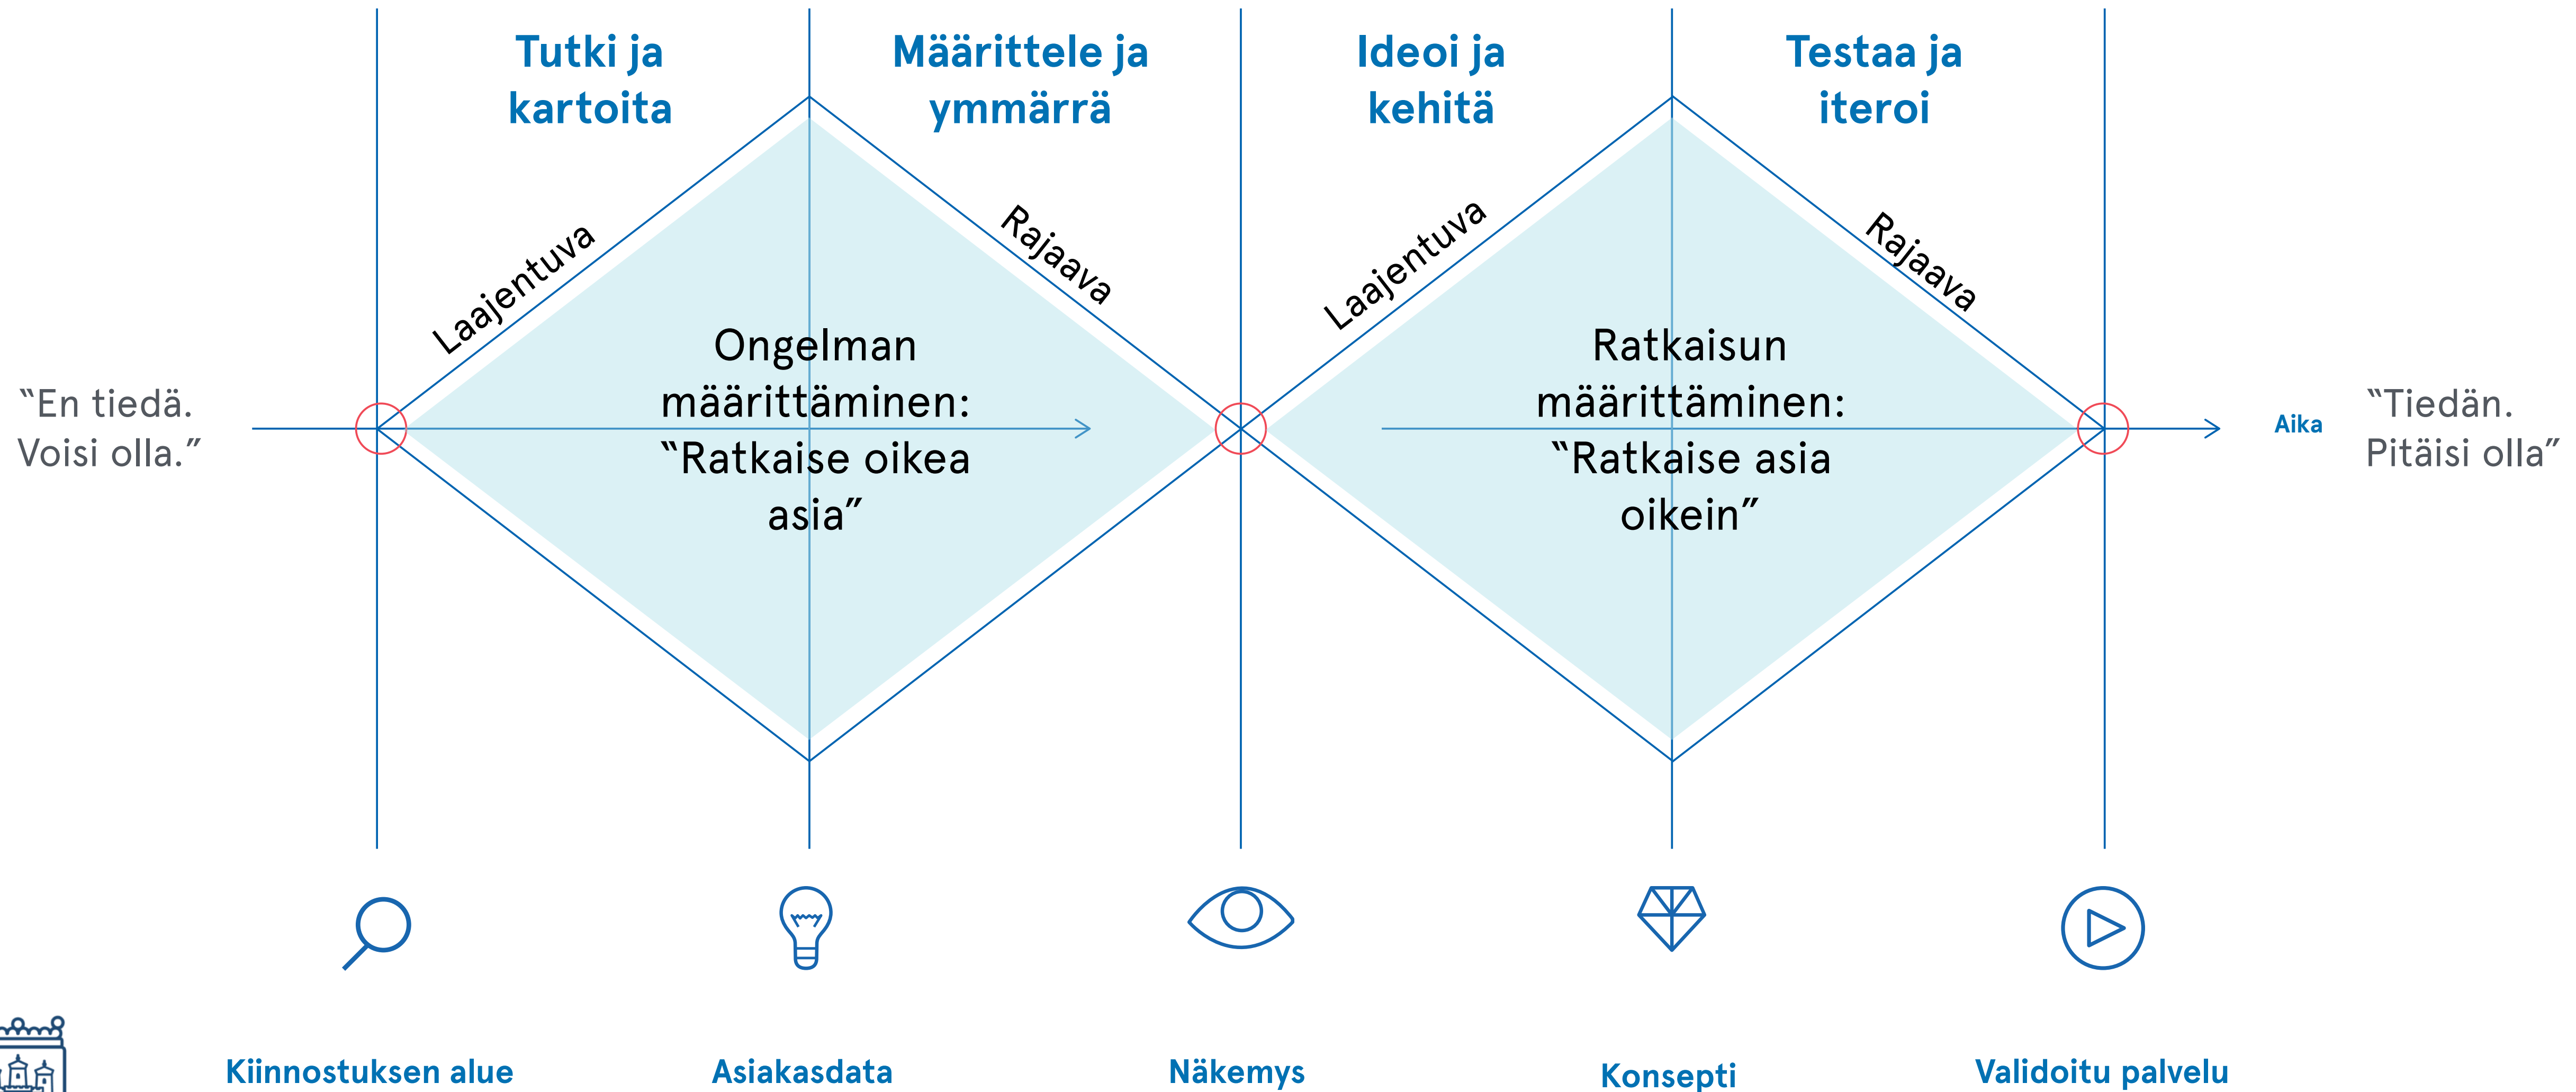 Tutki ja
kartoita
Määrittele ja
ymmärrä
Ideoi ja
kehitä
Testaa ja
iteroi
Laajentuva
Rajaava
Laajentuva
Rajaava
“En tiedä.
Voisi olla.”
Ongelman
määrittäminen:
“Ratkaise oikea
asia”
Ratkaisun
määrittäminen:
“Ratkaise asia
oikein”
Aika
“Tiedän.
Pitäisi olla”
Kiinnostuksen alue
Asiakasdata
Näkemys
Konsepti
Validoitu palvelu